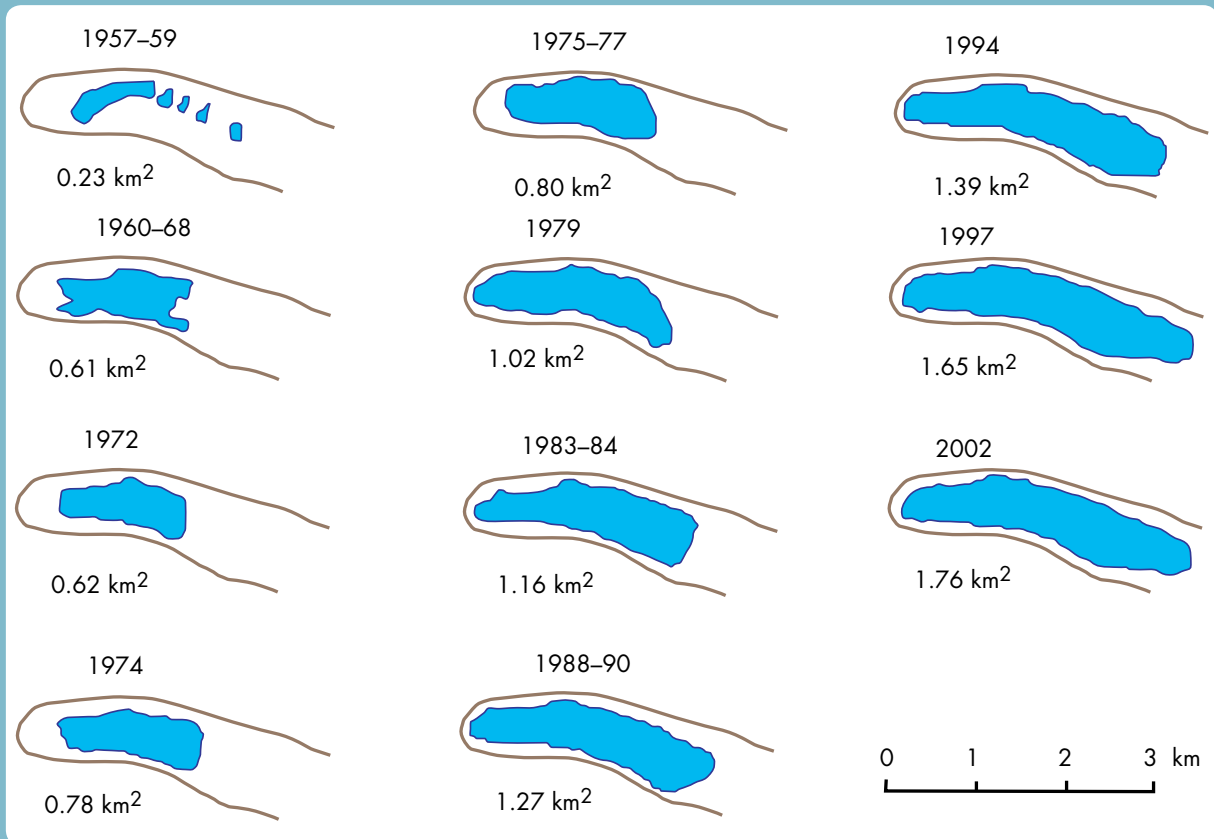 1957–59
0.23 km²
1960–68
0.61 km²
1972
0.62 km²
1974
0.78 km²
1975–77
0.80 km²
1979
1.02 km²
1983–84
1.16 km²
1988–90
1.27 km²
1994
1.39 km²
1997
1.65 km²
2002
1.76 km²
0 1 2 3 km